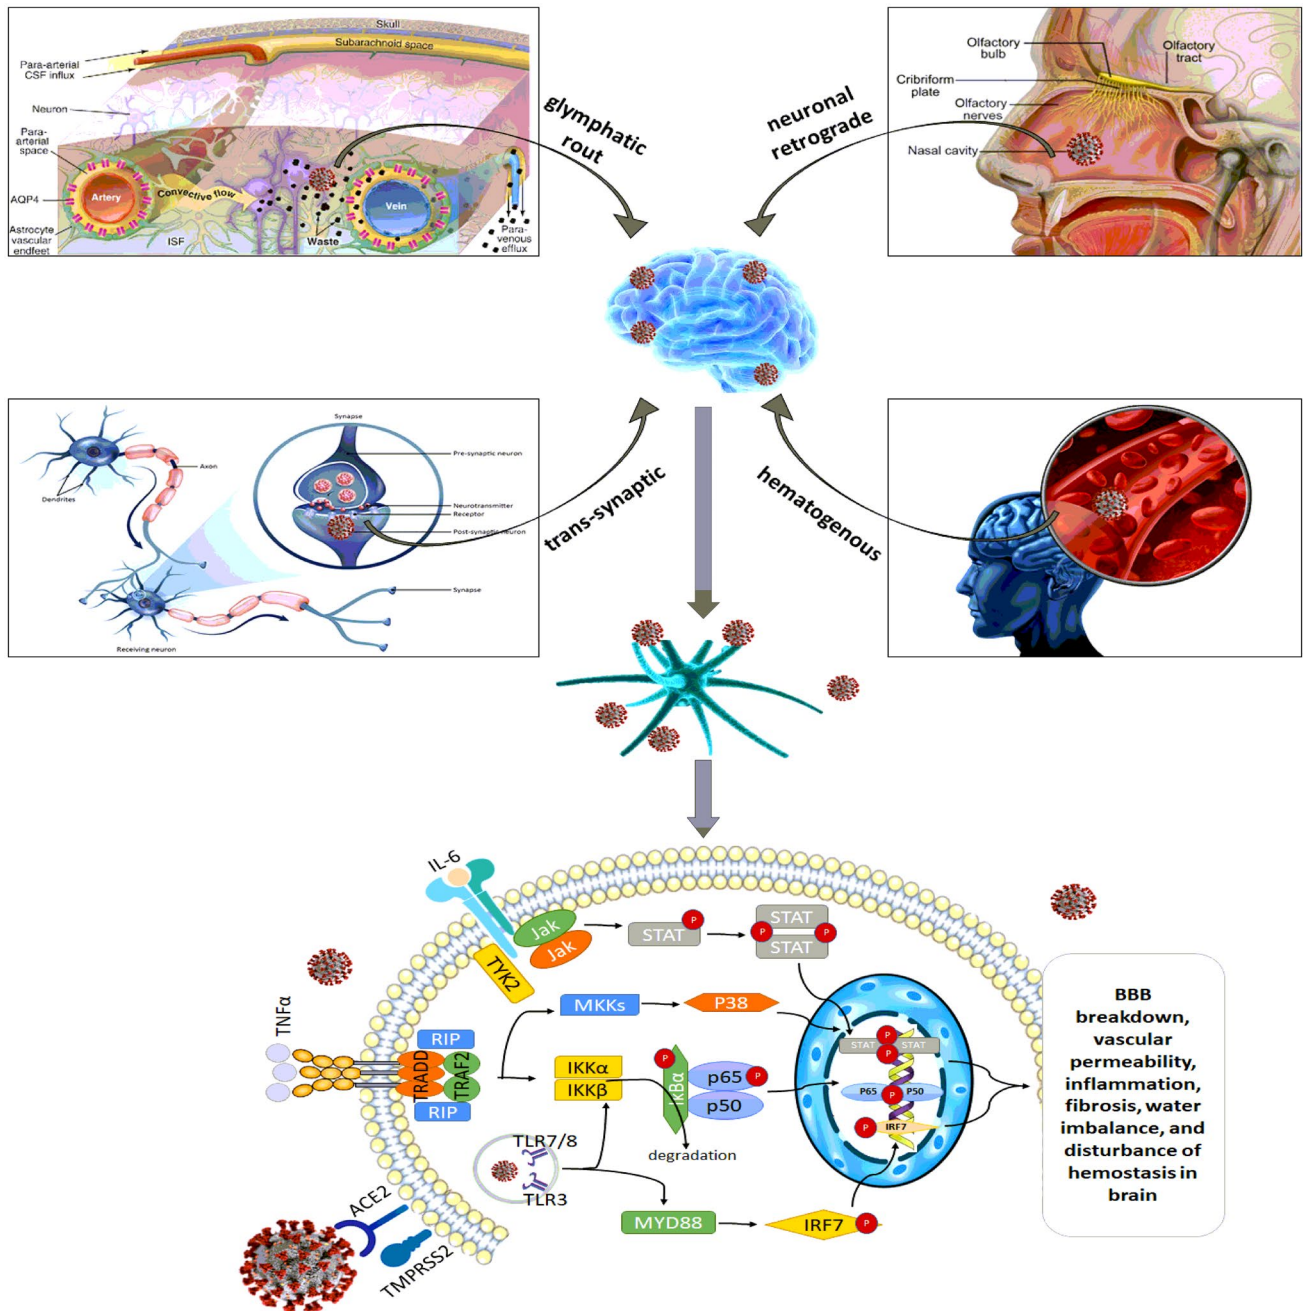 Skull
Subarachnoid space
Para-arterial
CSF influx
Neuron
Para-
arterial
space
AQP4
Astrocyte
vascular
endfeet
Artery
Convective flow
ISF
Waste
Vein
Para-
venous
efflux
glymphatic
rout
neuronal
retrograde
Olfactory
bulb
Olfactory
tract
Cribriform
plate
Olfactory
nerves
Nasal cavity
Synapse
Pre-synaptic neuron
Axon
Dendrites
Neurotransmitter
Receptor
Post-synaptic neuron
Synapse
Receiving neuron
trans-synaptic
hematogenous
IL-6
Jak
Jak
TYK2
STAT
P
STAT
P
P
STAT
TNFα
RIP
TRADD
TRAF2
RIP
MKKs
P38
IKKα
IKKβ
P
IKBα
p65
P
p50
degradation
TLR7/8
TLR3
MYD88
IRF7
P
P
STAT
STAT
P
P65
P
P50
P
IRF7
ACE2
TMPRSS2
BBB
breakdown,
vascular
permeability,
inflammation,
fibrosis, water
imbalance, and
disturbance of
hemostasis in
brain